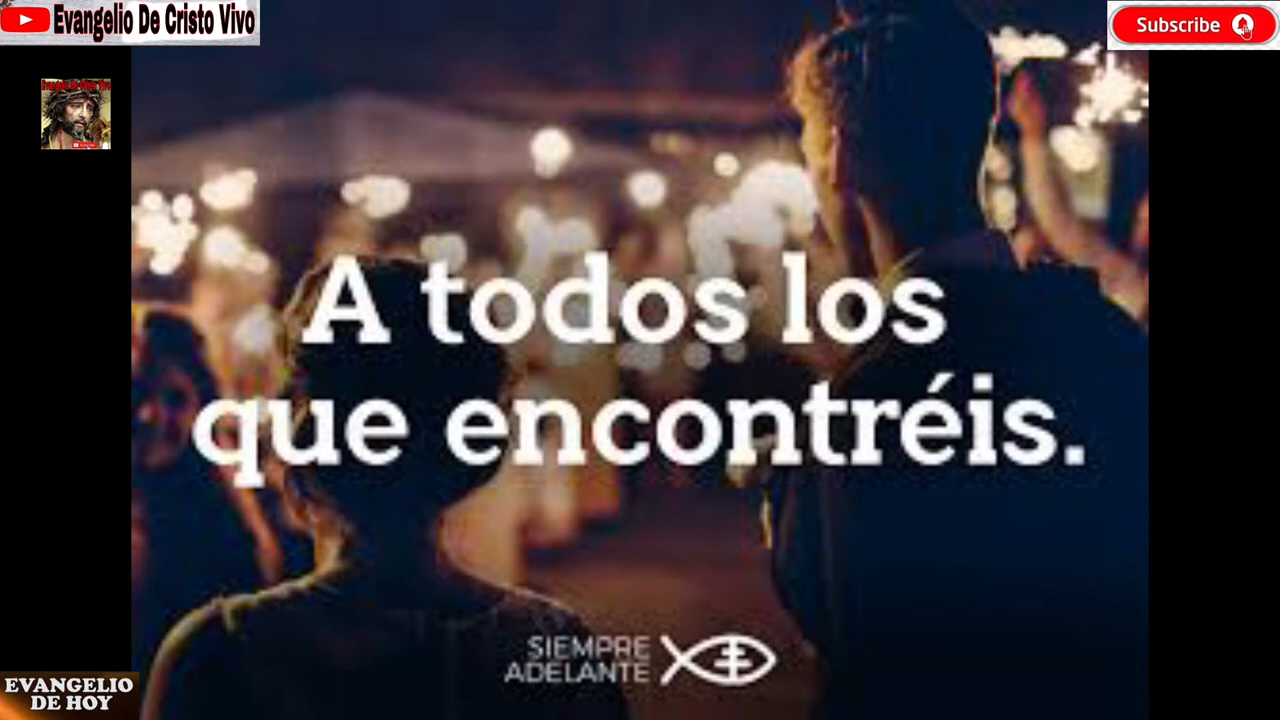 Evangelio De Cristo Vivo
Subscribe
A todos los
que encontréis.
SIEMPRE
ADELANTE
EVANGELIO
DE HOY